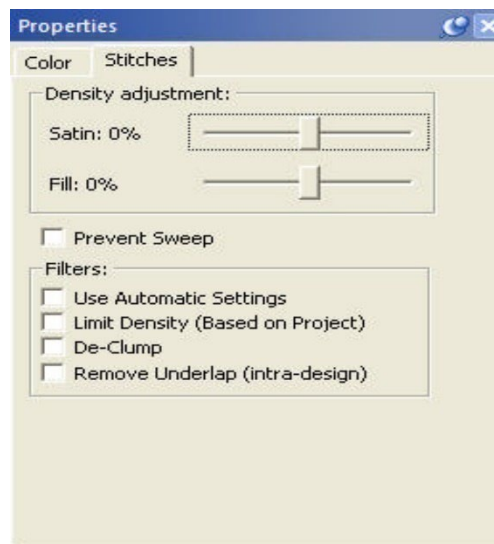 Properties
Color Stitches
Density adjustment:
Satin: 0%
Fill: 0%
Prevent Sweep
Filters:
Use Automatic Settings
Limit Density (Based on Project)
De-Clump
Remove Underlap (intra-design)